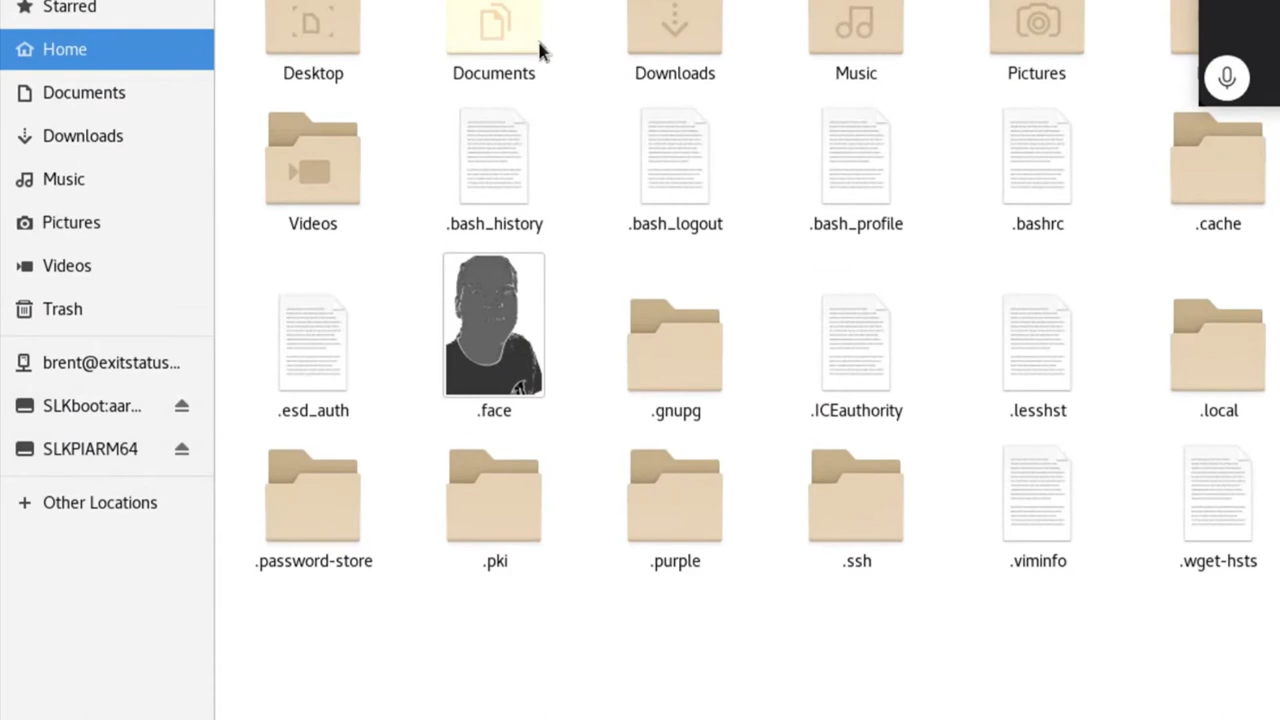 Starred
Home
Documents
Downloads
Music
Pictures
Videos
Trash
brent@exitstatus...
SLKboot:aar...
SLKPIARM64
Other Locations
Desktop
Documents
Downloads
Music
Pictures
Videos
.bash_history
.bash_logout
.bash_profile
.bashrc
.cache
.esd_auth
.face
.gnupg
.ICEauthority
.lesshst
.local
.password-store
.pki
.purple
.ssh
.viminfo
.wget-hsts